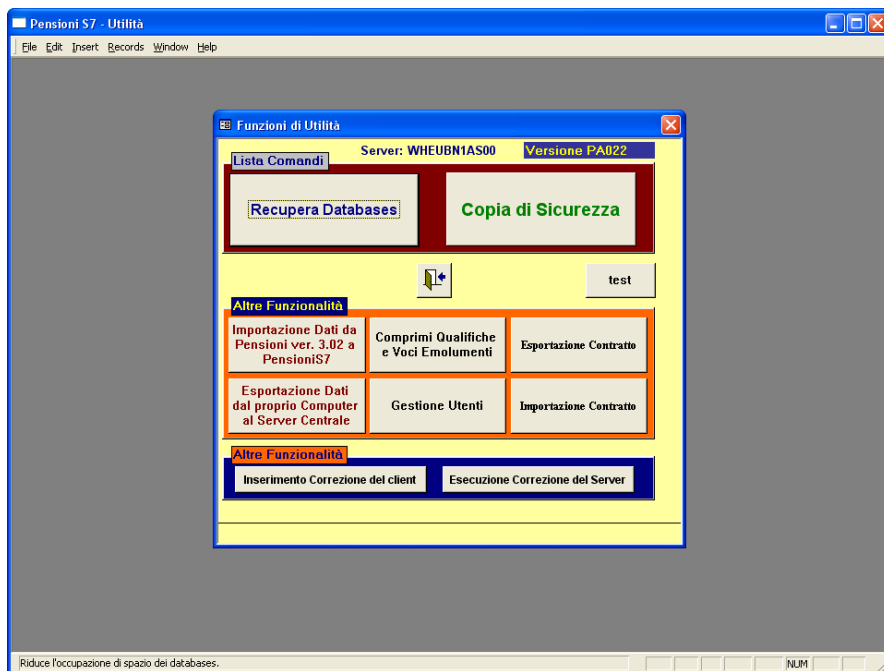 Pensioni S7 - Utilità
File Edit Insert Records Window Help
Funzioni di Utilità
Server: WHEUBN1AS00 Versione PA022
Lista Comandi
Recupera Databases Copia di Sicurezza
test
Altre Funzionalità
Importazione Dati da
Pensioni ver. 3.02 a
PensioniS7
Comprimi Qualifiche
e Voci Emolumenti
Esportazione Contratto
Esportazione Dati
dal proprio Computer
al Server Centrale
Gestione Utenti
Importazione Contratto
Altre Funzionalità
Inserimento Correzione del client Esecuzione Correzione del Server
Riduce l'occupazione di spazio dei databases. NUM